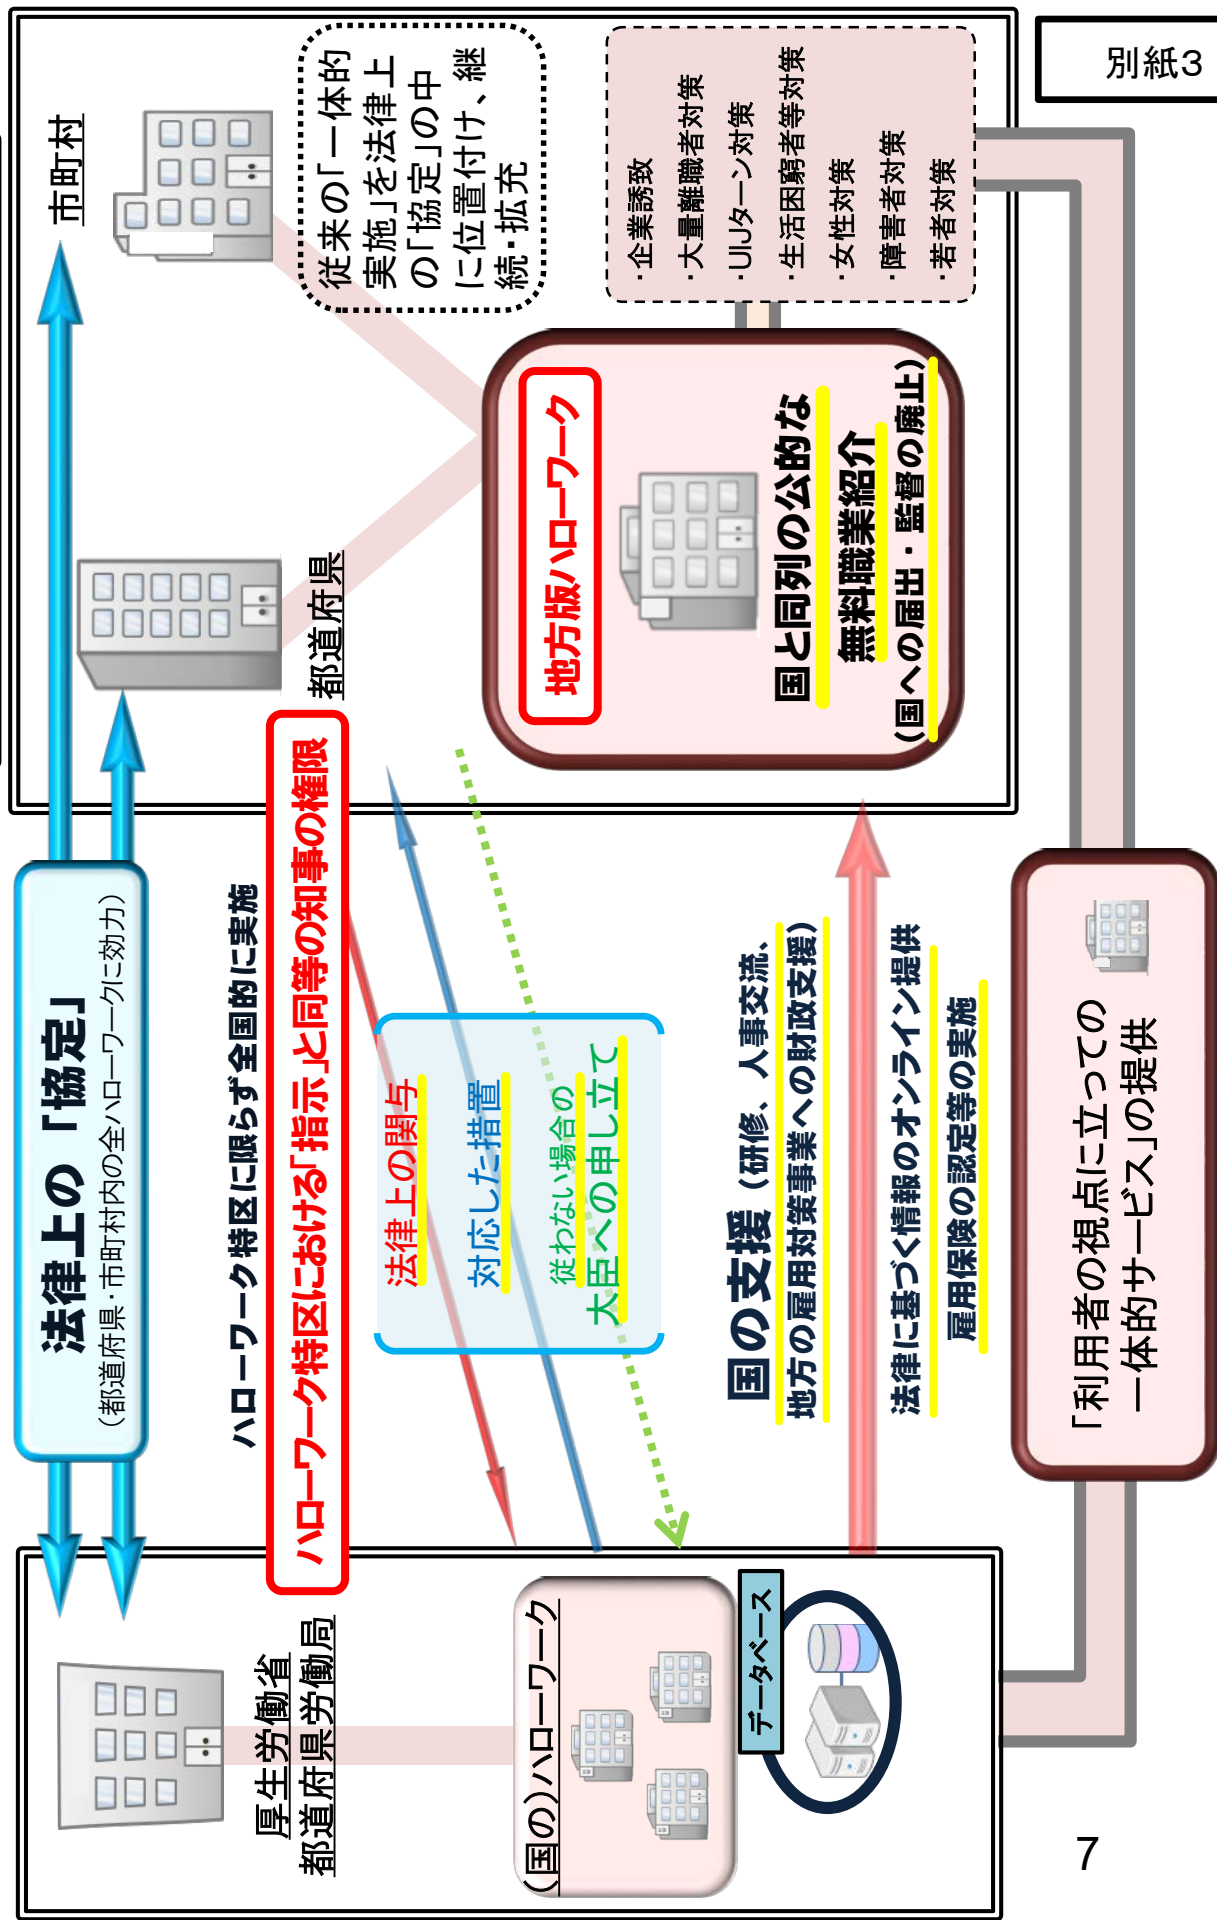 別紙3
法律上の「協定」
（都道府県・市町村内の全ハローワークに効力）
市町村
都道府県
従来の「一体的
実施」を法律上
の「協定」の中
に位置付け、継
続・拡充
ハローワーク特区に限らず全国的に実施
ハローワーク特区における「指示」と同等の知事の権限
厚生労働省
都道府県労働局
法律上の関与
対応した措置
従わない場合の
大臣への申し立て
地方版ハローワーク
国と同列の公的な
無料職業紹介
（国への届出・監督の廃止）
・企業誘致
・大量離職者対策
・UIJターン対策
・生活困窮者等対策
・女性対策
・障害者対策
・若者対策
（国の）ハローワーク
データベース
国の支援（研修、人事交流、
地方の雇用対策事業への財政支援）
法律に基づく情報のオンライン提供
雇用保険の認定等の実施
「利用者の視点に立っての
一体的サービス」の提供
7